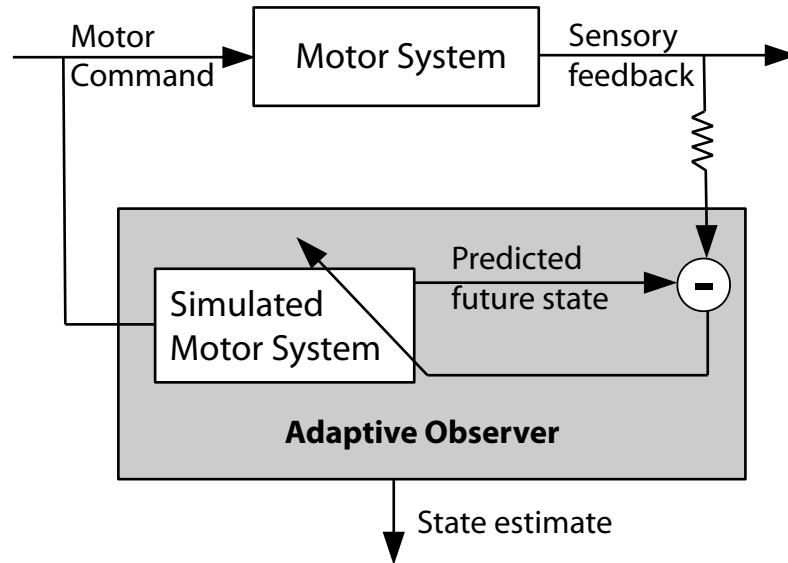 Motor
Command
Motor System
Sensory
feedback
Predicted
future state
-
Simulated
Motor System
Adaptive Observer
State estimate